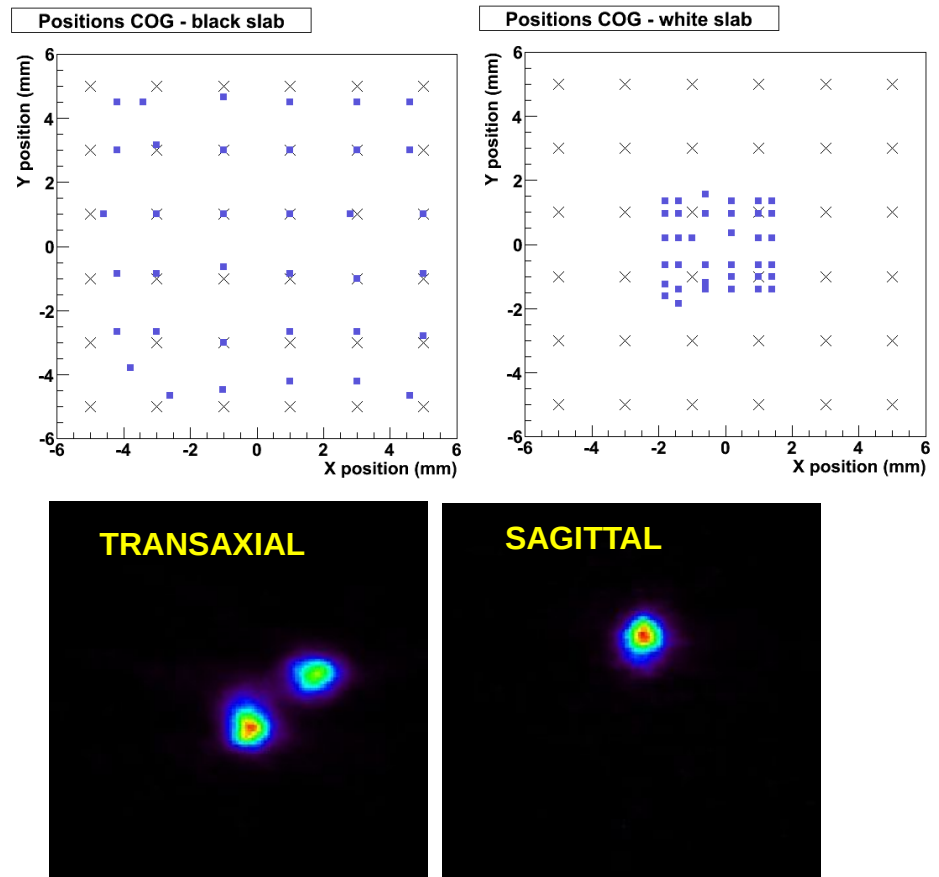 Positions COG - black slab
Y position (mm)
6
4
2
0
-2
-4
-6
-6 -4 -2 0 2 4 6
X position (mm)
Positions COG - white slab
Y position (mm)
6
4
2
0
-2
-4
-6
-6 -4 -2 0 2 4 6
X position (mm)
TRANSAXIAL
SAGITTAL